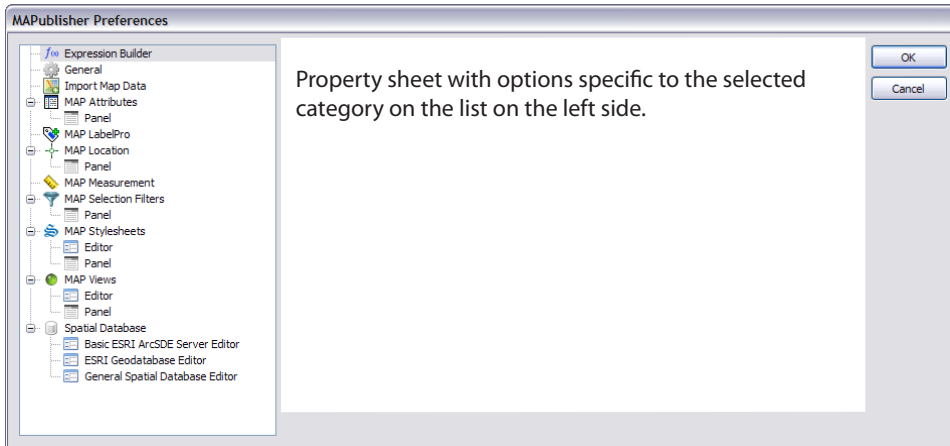 MAPublisher Preferences
Expression Builder
General
Import Map Data
MAP Attributes
Panel
MAP LabelPro
MAP Location
Panel
MAP Measurement
MAP Selection Filters
Panel
MAP Stylesheets
Editor
Panel
MAP Views
Editor
Panel
Spatial Database
Basic ESRI ArcSDE Server Editor
ESRI Geodatabase Editor
General Spatial Database Editor
Property sheet with options specific to the selected
category on the list on the left side.
OK
Cancel